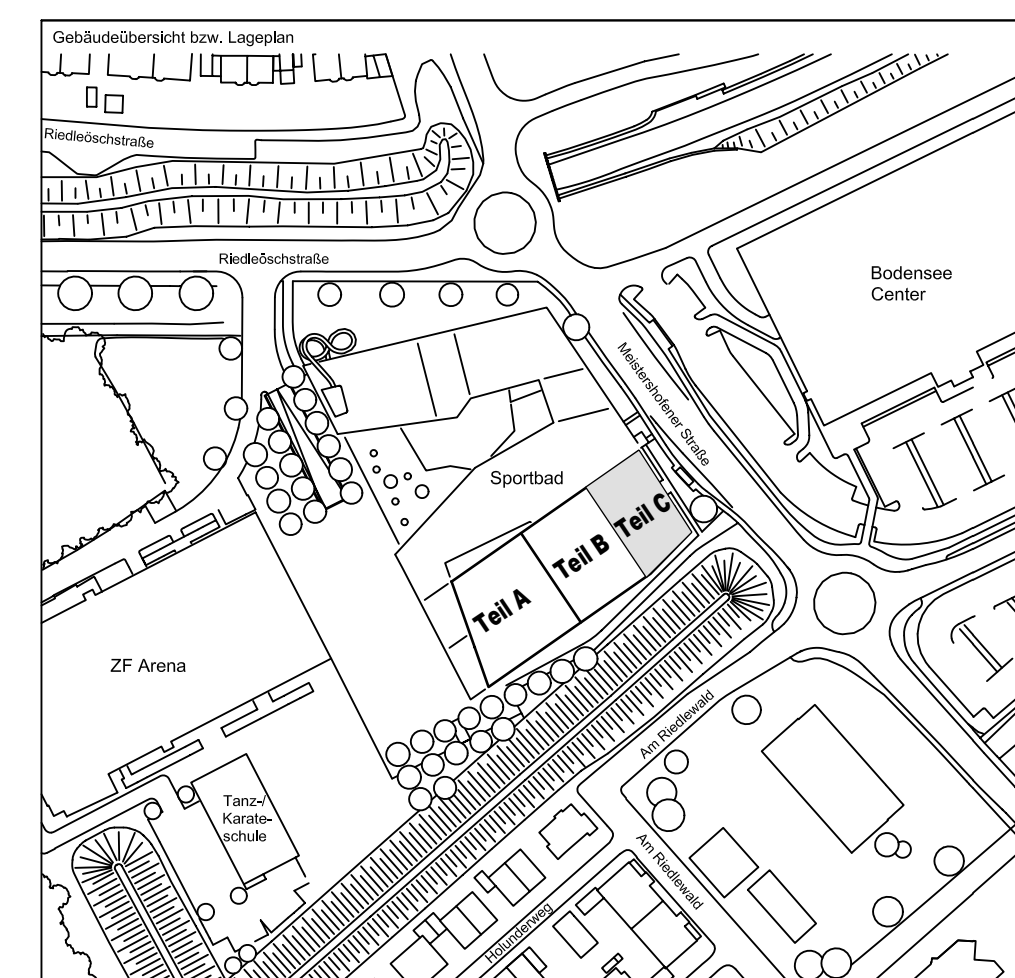 Gebäudeübersicht bzw. Lageplan
Riedleöschstraße
Riedleöschstraße
Bodensee
Center
Meistershofener Straße
Sportbad
Teil C
Teil B
Teil A
ZF Arena
Am Riedlewald
Tanz-/
Karate-
schule
Am Riedlewald
Holunderweg